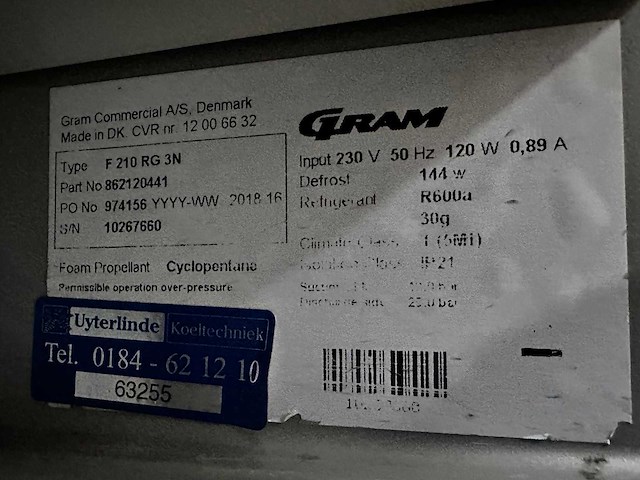 Gram Commercial A/S, Denmark
Made in DK. CVR nr. 12 00 66 32
Type F 210 RG 3N
Part No 862120441
PO No 974156 YYYY-WW 2018 16
S/N 10267660
Foam Propellant Cyclopentane
Permissible operation over-pressure
GRAM
Input 230 V 50 Hz 120 W 0,89 A
Defrost 144 w
Refrigerant R600a
30g
Climate Class
IP21
bar
Uyterlinde Koeltechniek
Tel. 0184 - 62 12 10
63255